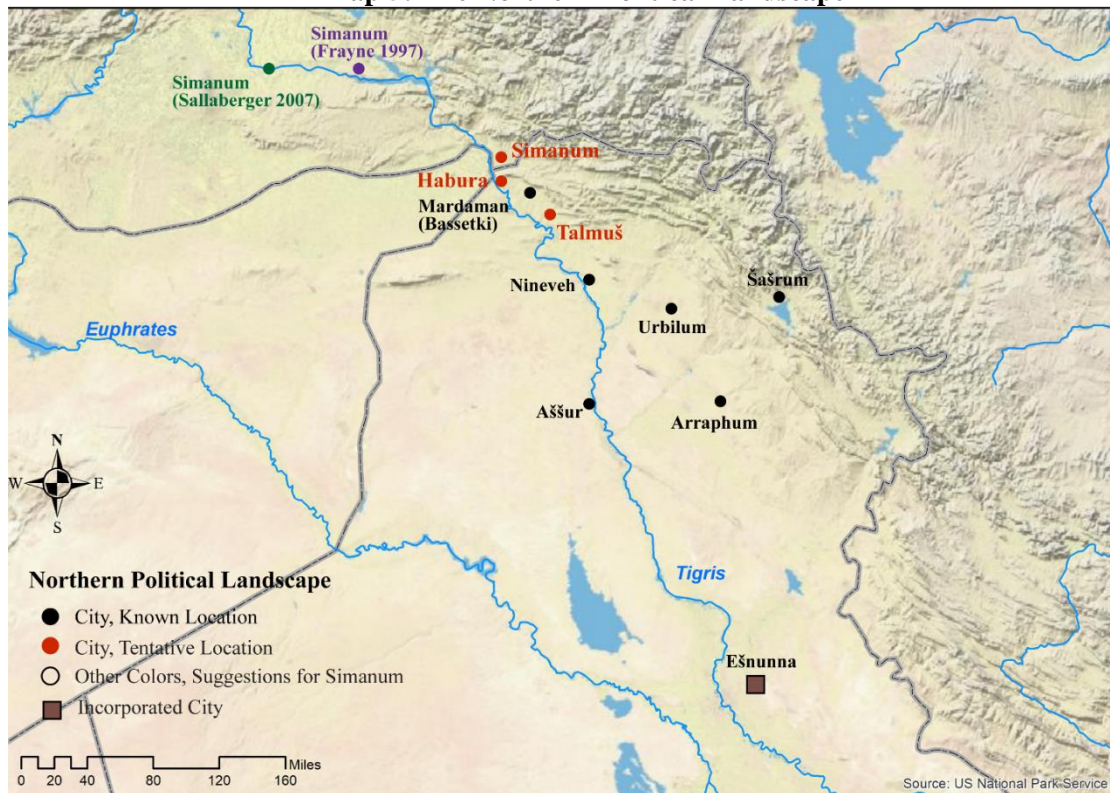 Simanum
(Frayne 1997)
Simanum
(Sallaberger 2007)
Simanum
Habura
Mardaman
(Bassetki)
Talmuš
Nineveh
Šašrum
Urbilum
Euphrates
Aššur
Arraphum
N
W
E
S
Northern Political Landscape
City, Known Location
City, Tentative Location
Other Colors, Suggestions for Simanum
Incorporated City
Tigris
Ešnunna
Miles
0 20 40 80 120 160
Source: US National Park Service